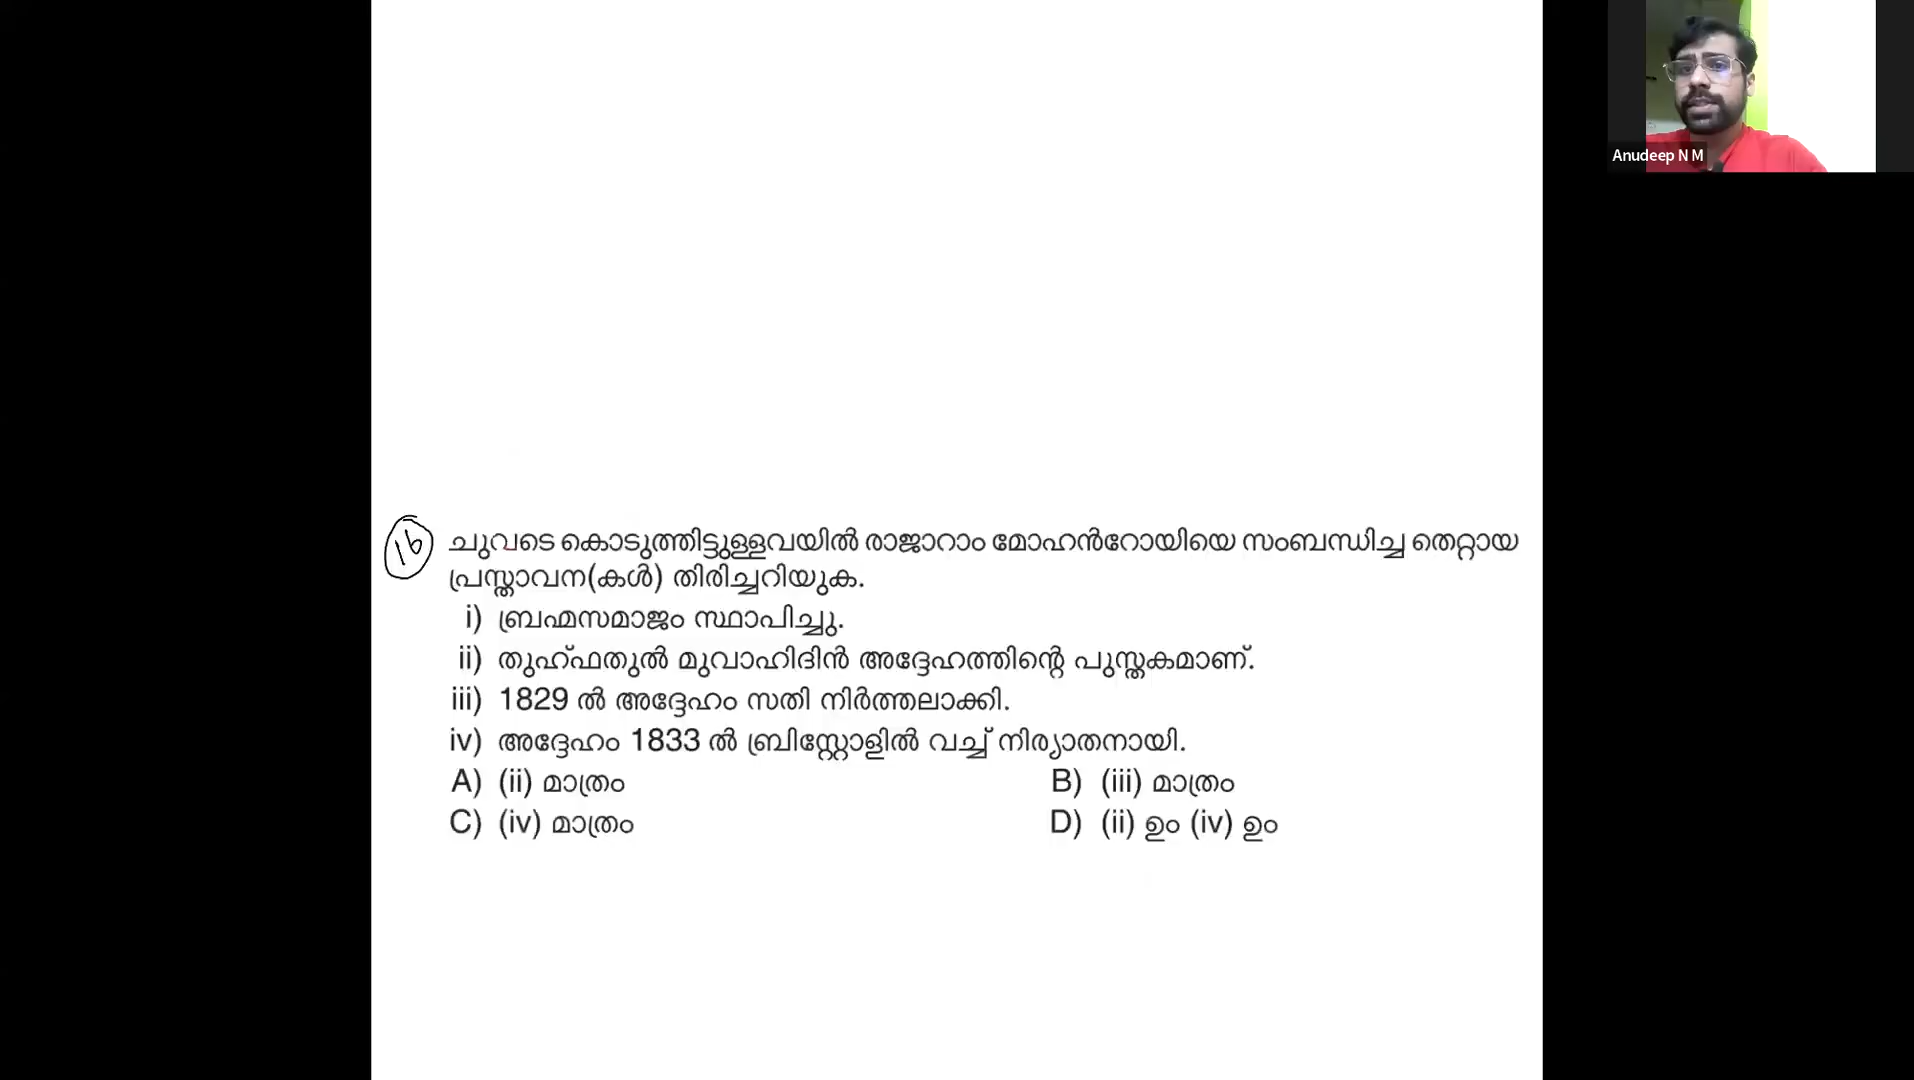 Anudeep N M
16
ചുവടെ കൊടുത്തിട്ടുള്ളവയിൽ രാജാറാം മോഹൻറോയിയെ സംബന്ധിച്ച തെറ്റായ
പ്രസ്താവന(കൾ) തിരിച്ചറിയുക.
i) ബ്രഹ്മസമാജം സ്ഥാപിച്ചു.
ii) തുഹ്ഫതുൽ മുവാഹിദിൻ അദ്ദേഹത്തിന്റെ പുസ്തകമാണ്.
iii) 1829 ൽ അദ്ദേഹം സതി നിർത്തലാക്കി.
iv) അദ്ദേഹം 1833 ൽ ബ്രിസ്റ്റോളിൽ വച്ച് നിര്യാതനായി.
A) (ii) മാത്രം B) (iii) മാത്രം
C) (iv) മാത്രം D) (ii) ഉം (iv) ഉം